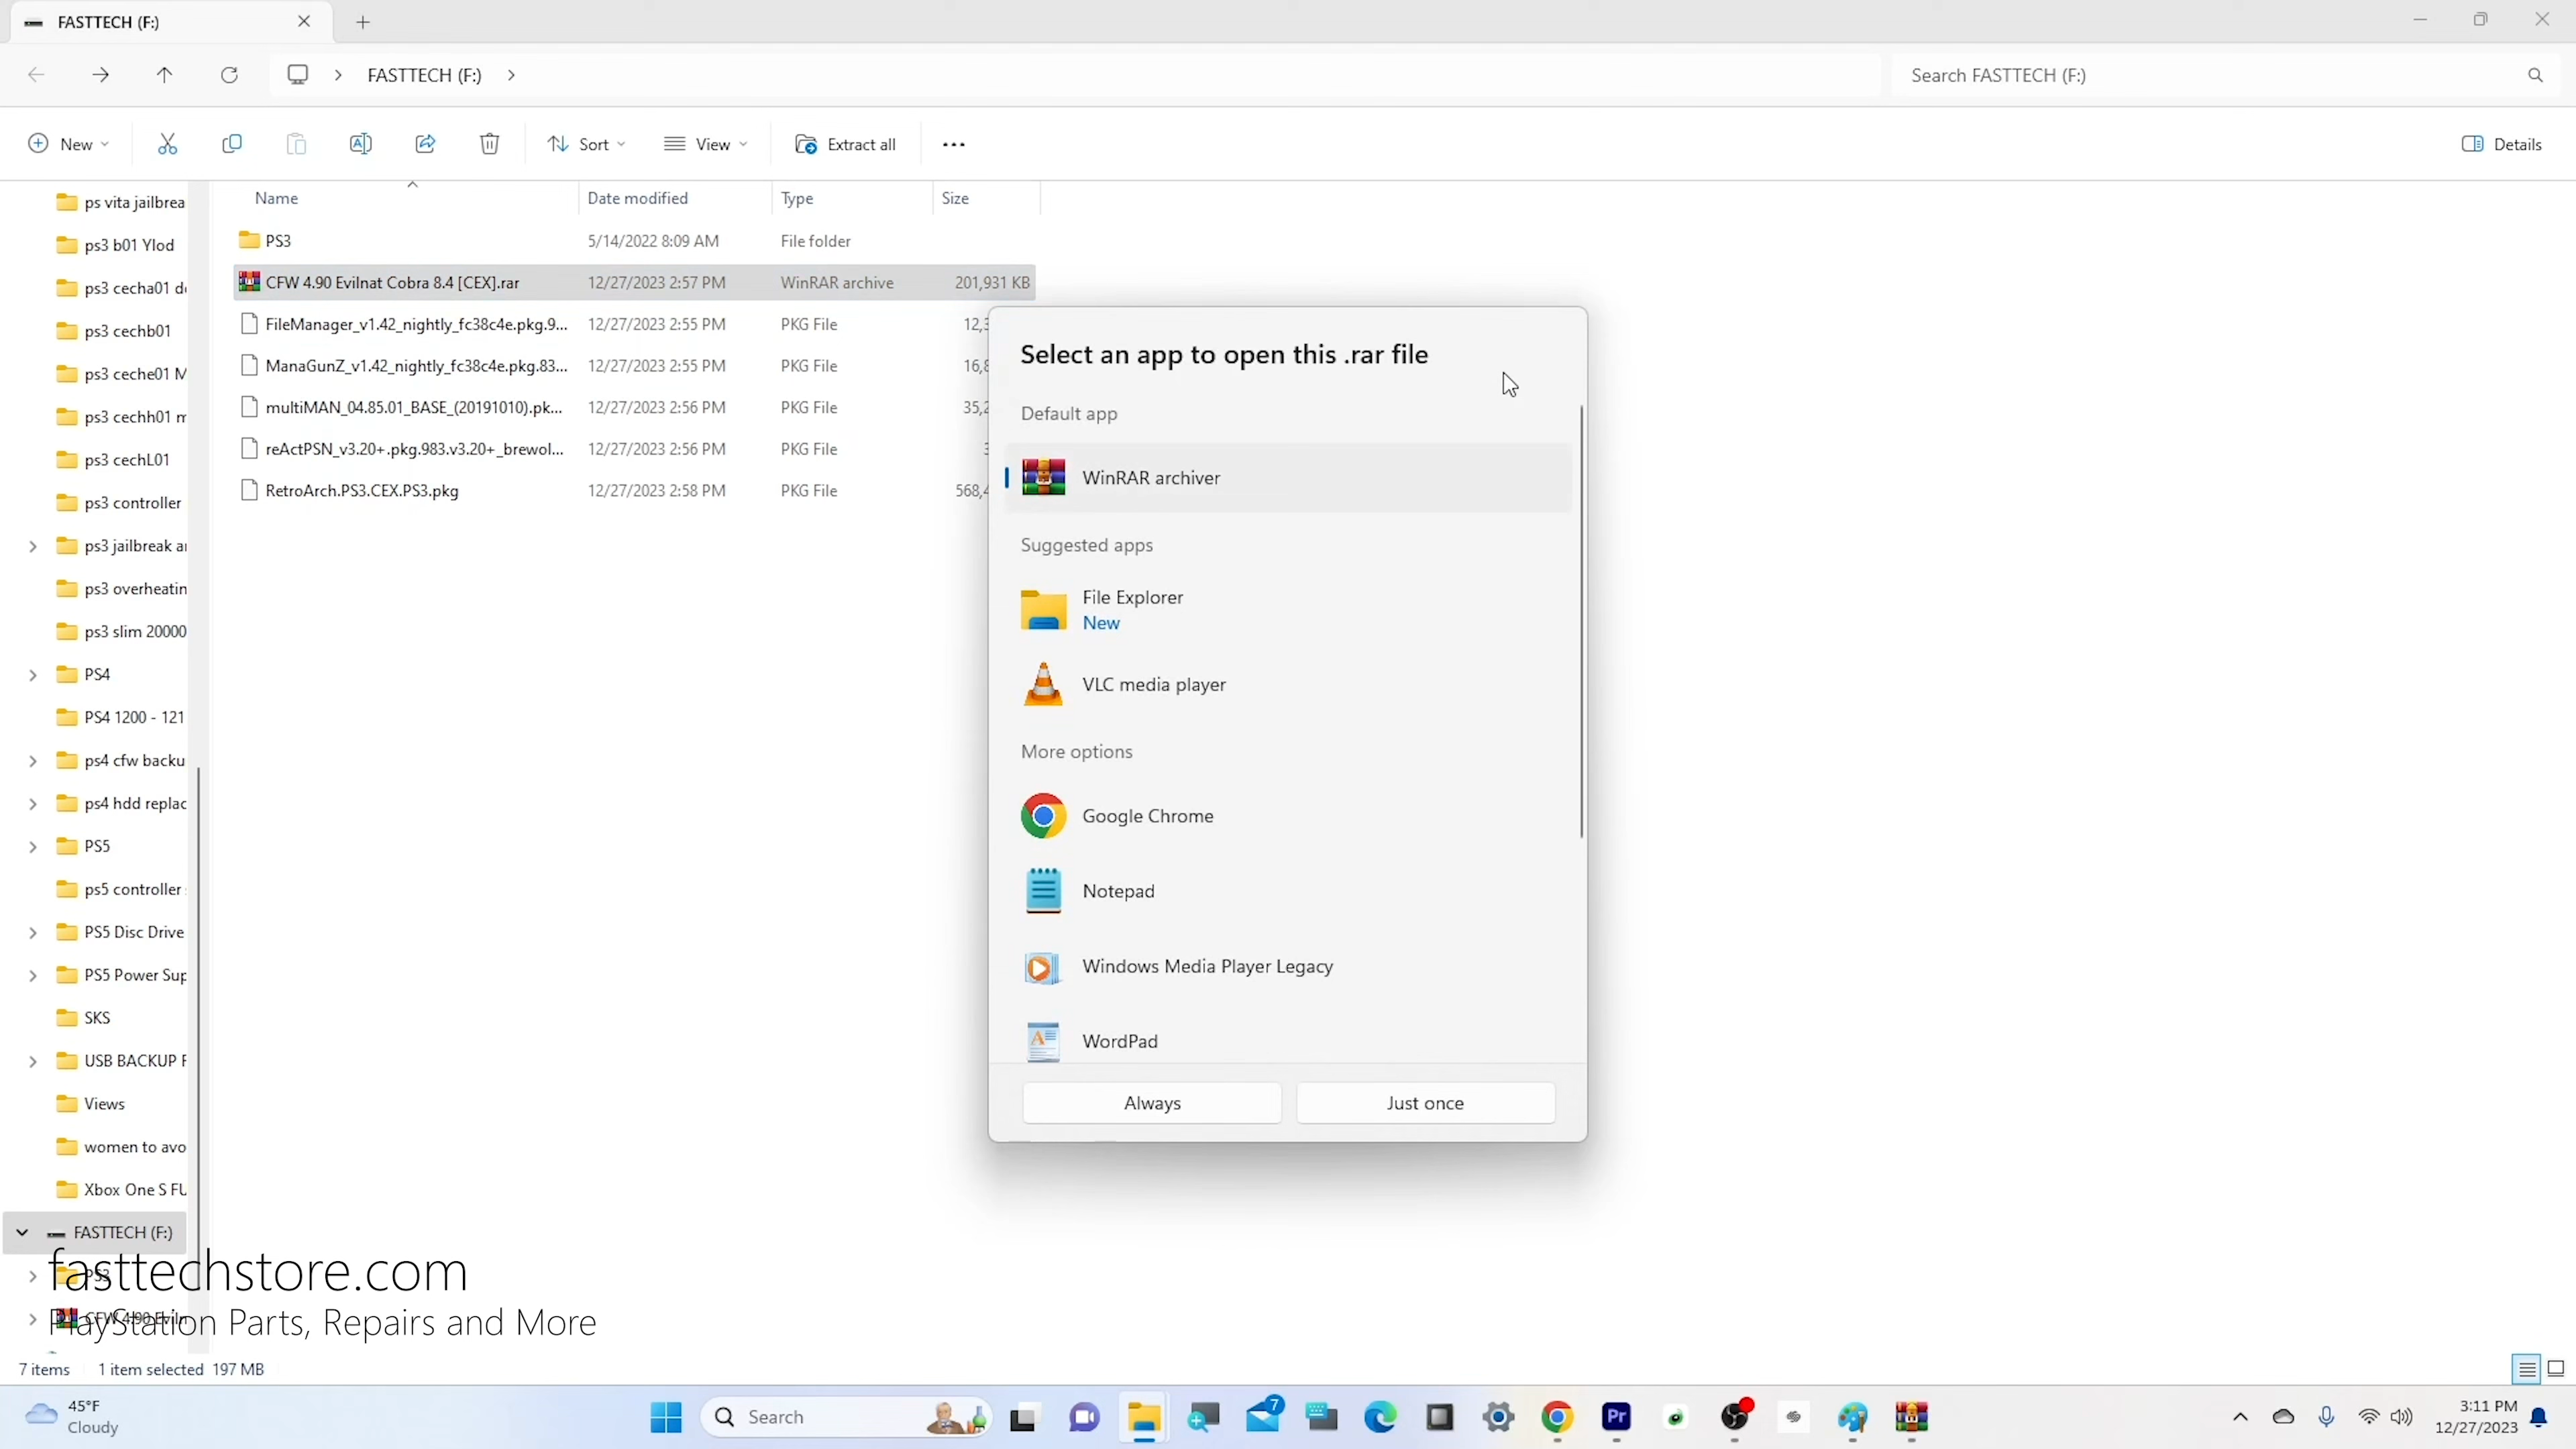 FASTTECH (F:)
FASTTECH (F:)
Search FASTTECH (F:)
New
Sort
View
Extract all
Details
Name
Date modified
Type
Size
PS3
5/14/2022 8:09 AM
File folder
CFW 4.90 Evilnat Cobra 8.4 [CEX].rar
12/27/2023 2:57 PM
WinRAR archive
201,931 KB
FileManager_v1.42_nightly_fc38c4e.pkg.9...
12/27/2023 2:55 PM
PKG File
12,3
ManaGunZ_v1.42_nightly_fc38c4e.pkg.83...
12/27/2023 2:55 PM
PKG File
16,8
multiMAN_04.85.01_BASE_(20191010).pk...
12/27/2023 2:56 PM
PKG File
35,2
reActPSN_v3.20+.pkg.983.v3.20+_brewol...
12/27/2023 2:56 PM
PKG File
3
RetroArch.PS3.CEX.PS3.pkg
12/27/2023 2:58 PM
PKG File
568,4
ps vita jailbrea
ps3 b01 Ylod
ps3 cecha01 d
ps3 cechb01
ps3 ceche01 M
ps3 cechh01 m
ps3 cechL01
ps3 controller
ps3 jailbreak a
ps3 overheatin
ps3 slim 20000
PS4
PS4 1200 - 121
ps4 cfw backu
ps4 hdd replac
PS5
ps5 controller
PS5 Disc Drive
PS5 Power Sup
SKS
USB BACKUP F
Views
women to avo
Xbox One S FU
FASTTECH (F:)
PS3
CFW 4.90 Eviln
fasttechstore.com
PlayStation Parts, Repairs and More
Select an app to open this .rar file
Default app
WinRAR archiver
Suggested apps
File Explorer
New
VLC media player
More options
Google Chrome
Notepad
Windows Media Player Legacy
WordPad
Always
Just once
7 items
1 item selected 197 MB
45°F
Cloudy
Search
7
Pr
3:11 PM
12/27/2023